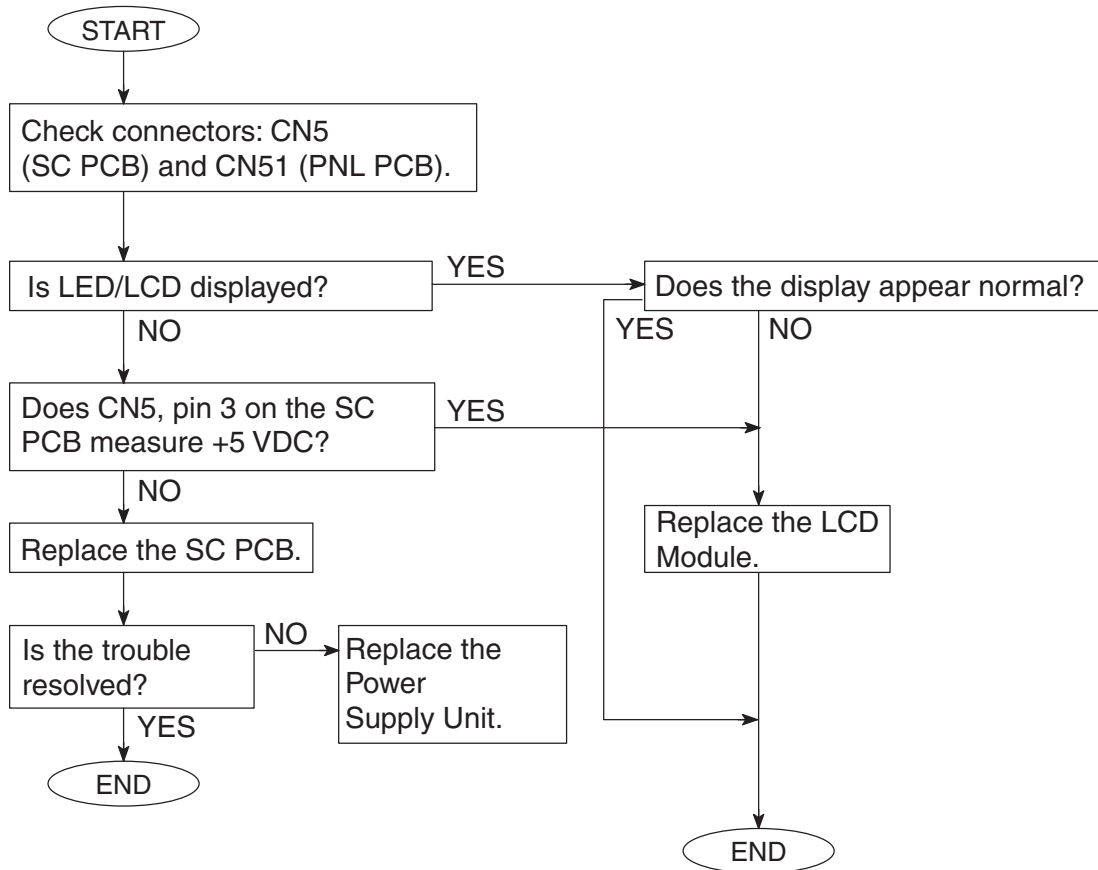 START
Check connectors: CN5
(SC PCB) and CN51 (PNL PCB).
Is LED/LCD displayed?
YES
Does the display appear normal?
NO
YES
NO
Does CN5, pin 3 on the SC
PCB measure +5 VDC?
YES
NO
Replace the SC PCB.
Replace the LCD
Module.
Is the trouble
resolved?
NO
Replace the
Power
Supply Unit.
YES
END
END